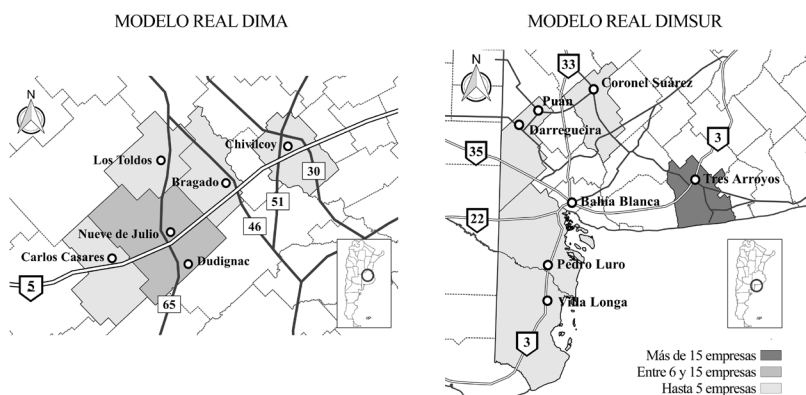 MODELO REAL DIMA
N
Los Toldos
Chivilcoy
Bragado
30
51
46
Nueve de Julio
Carlos Casares
Dudignac
5
65
MODELO REAL DIMSUR
N
33
Coronel Suárez
Puán
Darregueira
3
35
Tres Arroyos
Bahía Blanca
22
Pedro Luro
Villa Longa
3
Más de 15 empresas
Entre 6 y 15 empresas
Hasta 5 empresas